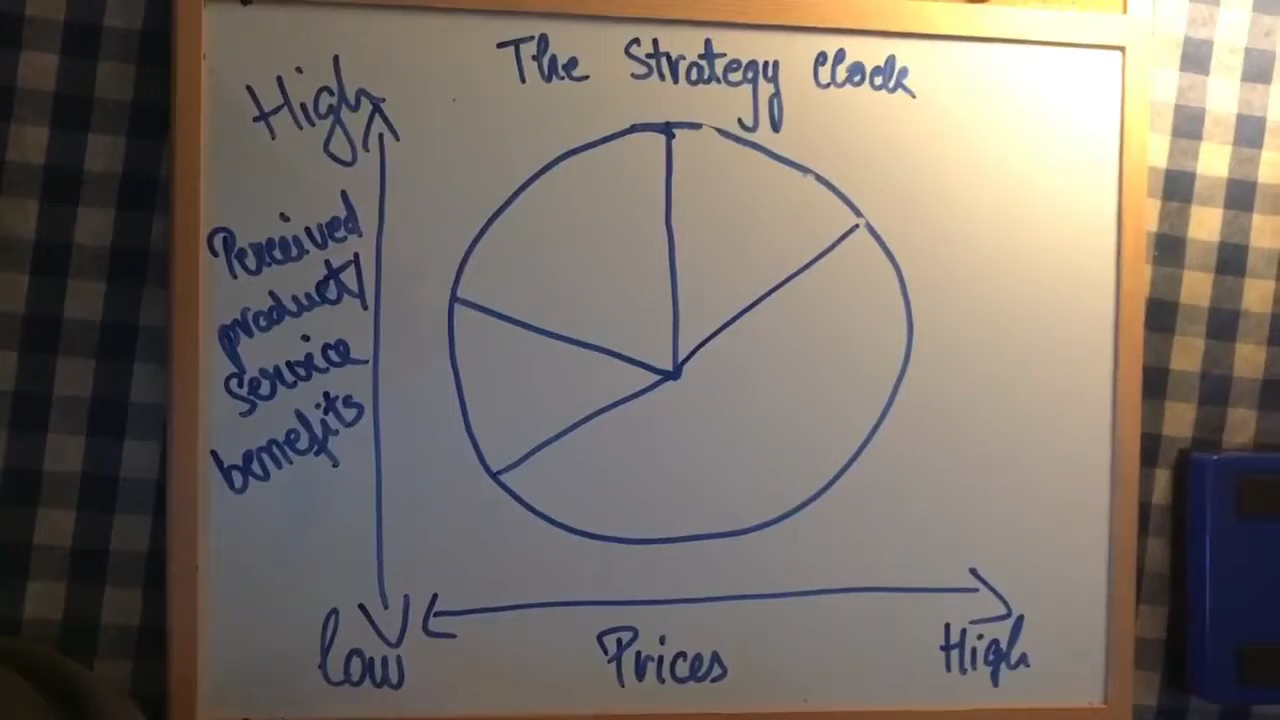 The Strategy Clock
High
Perceived
product/
Service
benefits
low
Prices
High